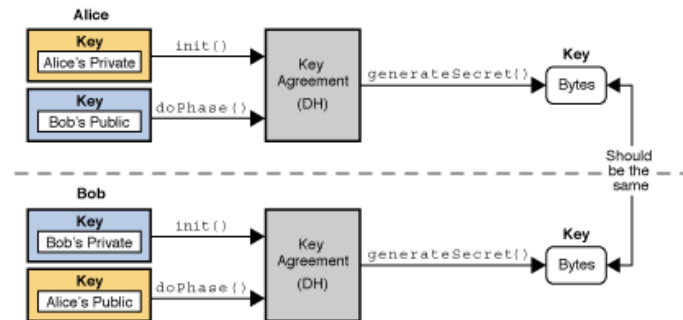 Alice
Key
Alice's Private
init()
Key
Bob's Public
doPhase()
Key
Agreement
(DH)
generateSecret()
Key
Bytes
Should
be the
same
Bob
Key
Bob's Private
init()
Key
Alice's Public
doPhase()
Key
Agreement
(DH)
generateSecret()
Key
Bytes